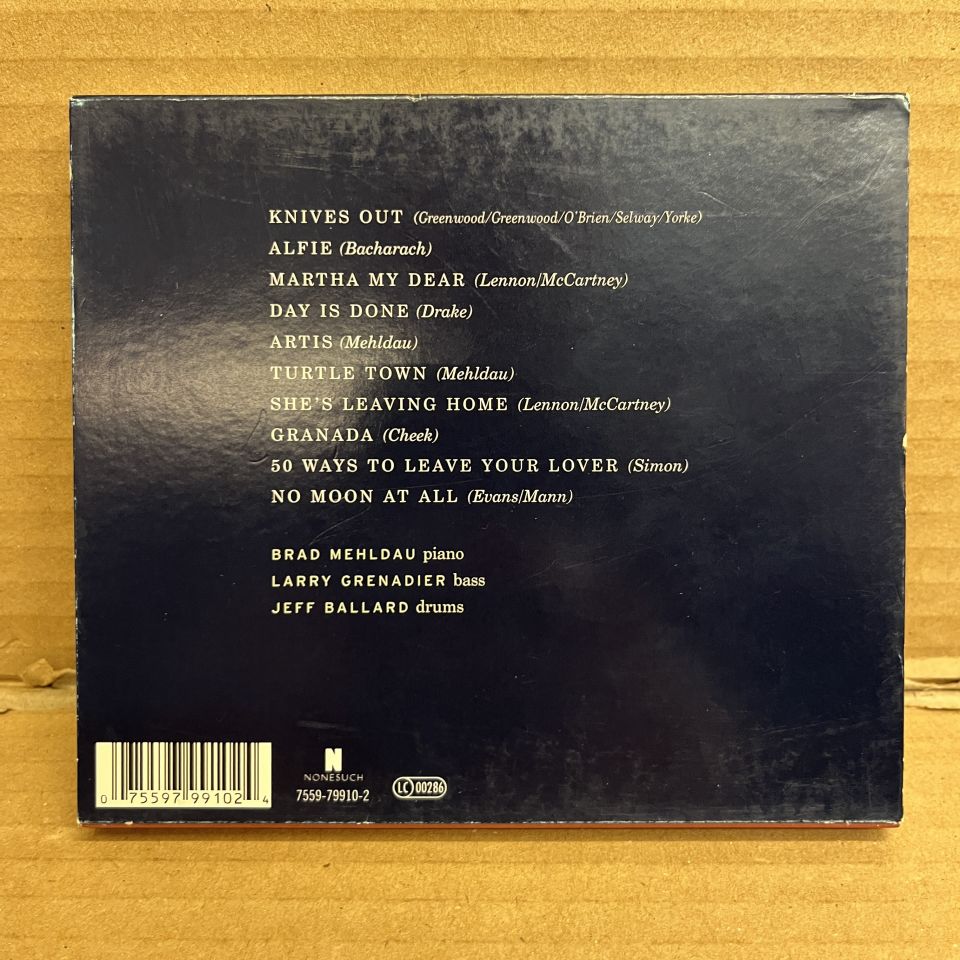 KNIVES OUT (Greenwood/Greenwood/O'Brien/Selway/Yorke)
ALFIE (Bacharach)
MARTHA MY DEAR (Lennon/McCartney)
DAY IS DONE (Drake)
ARTIS (Mehldau)
TURTLE TOWN (Mehldau)
SHE'S LEAVING HOME (Lennon/McCartney)
GRANADA (Cheek)
50 WAYS TO LEAVE YOUR LOVER (Simon)
NO MOON AT ALL (Evans/Mann)
BRAD MEHLDAU piano
LARRY GRENADIER bass
JEFF BALLARD drums
0 75597 99102 4
N
NONESUCH
7559-79910-2
LC 00286